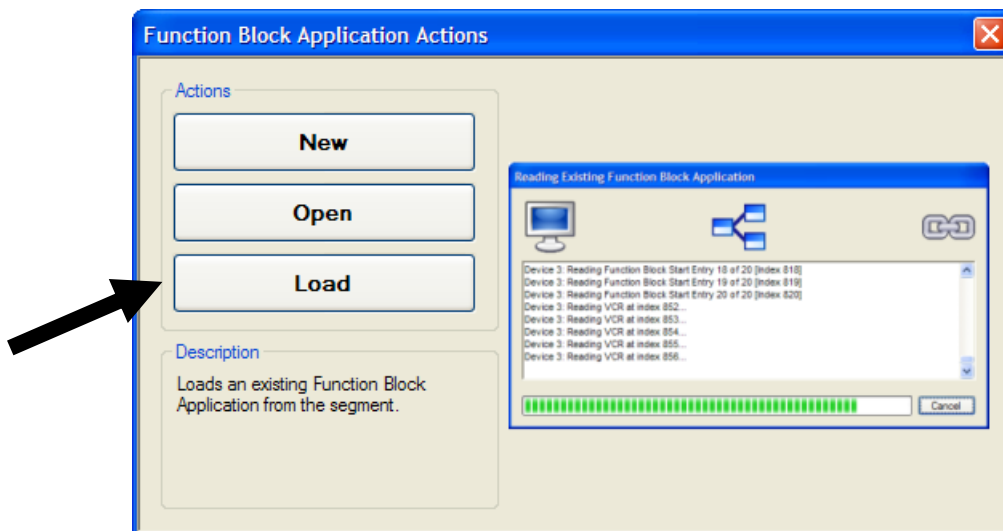 Function Block Application Actions
Actions
New
Open
Load
Description
Loads an existing Function Block
Application from the segment.
Reading Existing Function Block Application
Device 3: Reading Function Block Start Entry 18 of 20 [Index 818]
Device 3: Reading Function Block Start Entry 19 of 20 [Index 819]
Device 3: Reading Function Block Start Entry 20 of 20 [Index 820]
Device 3: Reading VCR at index 852...
Device 3: Reading VCR at index 853...
Device 3: Reading VCR at index 854...
Device 3: Reading VCR at index 855...
Device 3: Reading VCR at index 856...
Cancel